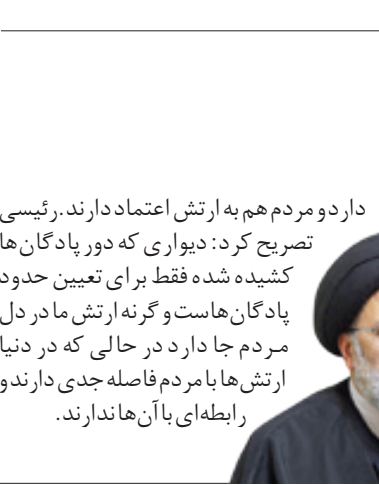 دارد و مردم هم به ارتش اعتماد دارند. رئیسی
تصریح کرد: دیواری که دور پادگان‌ها
کشیده شده فقط برای تعیین حدود
پادگان‌هاست و گرنه ارتش ما در دل
مردم جا دارد در حالی که در دنیا
ارتش‌ها با مردم فاصله جدی دارند و
رابطه‌ای با آن‌ها ندارند.